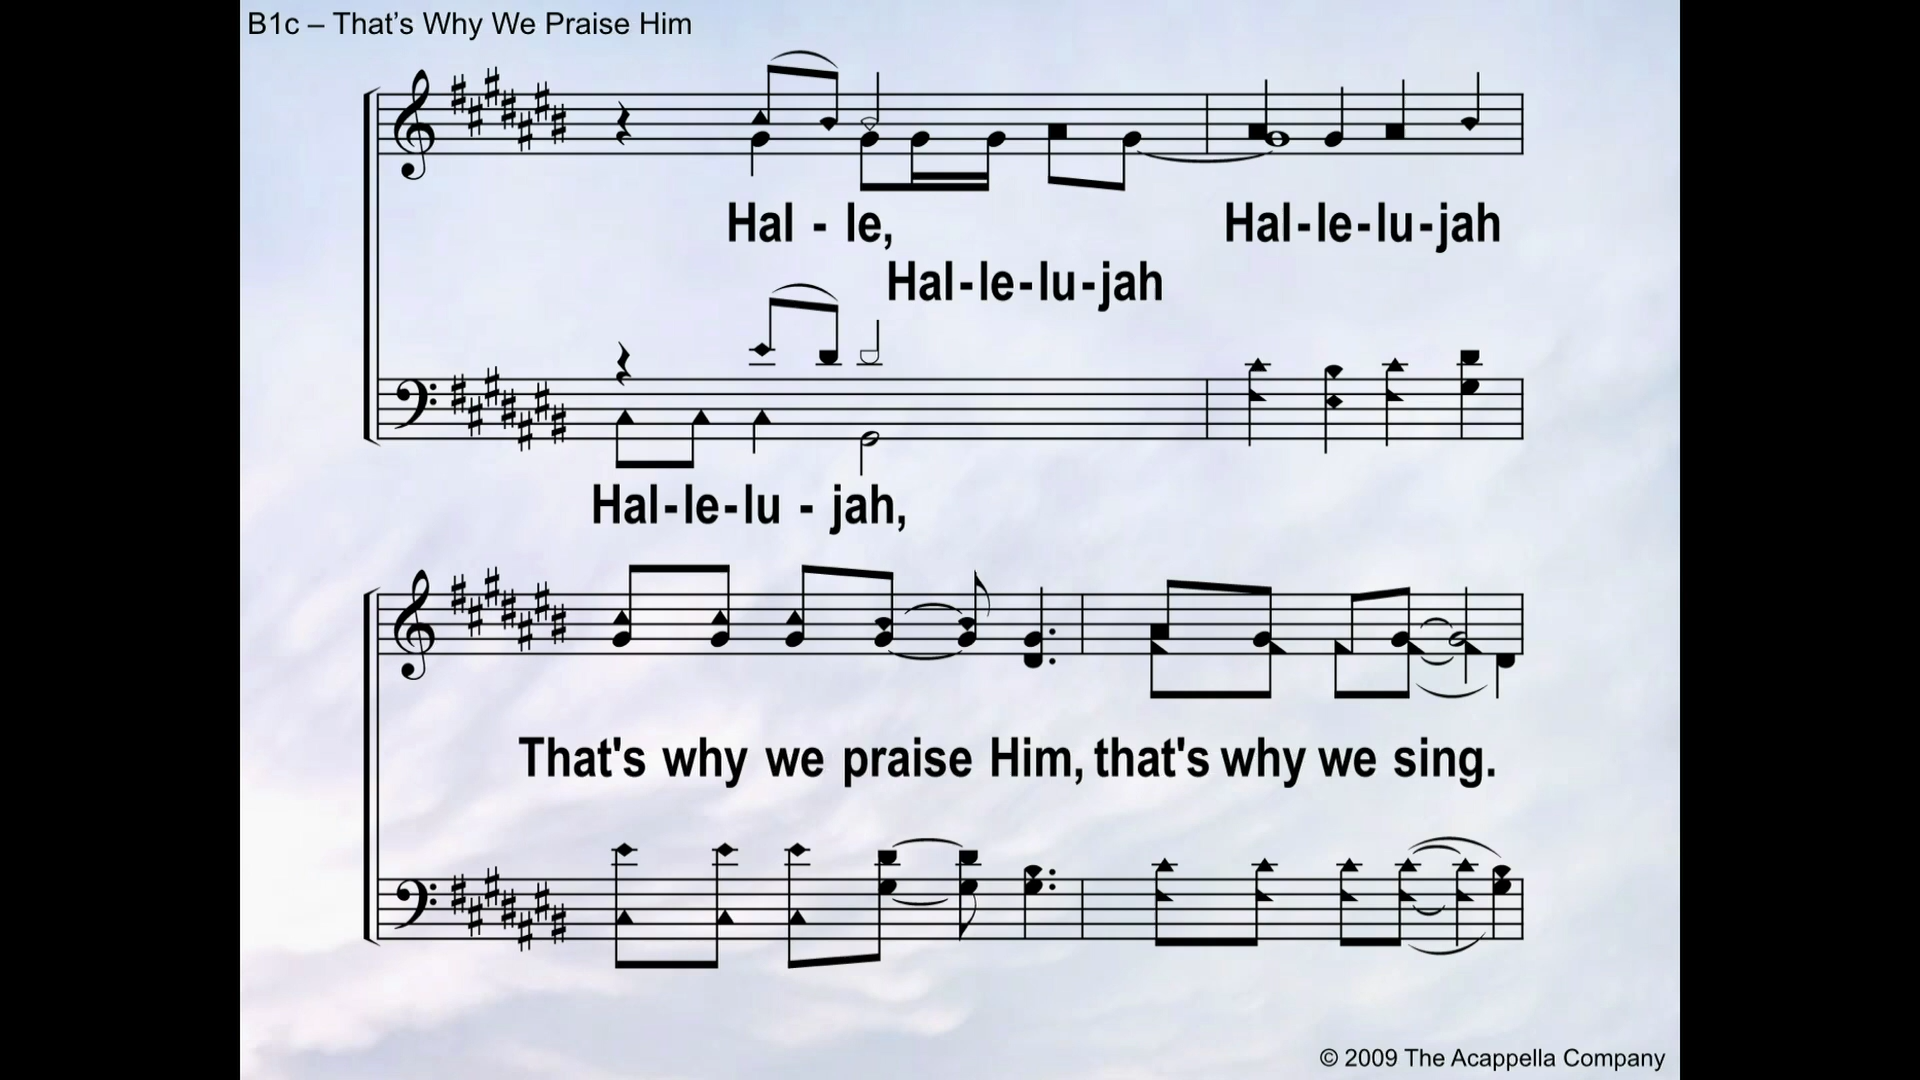 B1c – That’s Why We Praise Him
Hal - le, Hal-le-lu-jah
Hal-le-lu-jah
Hal-le-lu - jah,
That's why we praise Him, that's why we sing.
© 2009 The Acappella Company